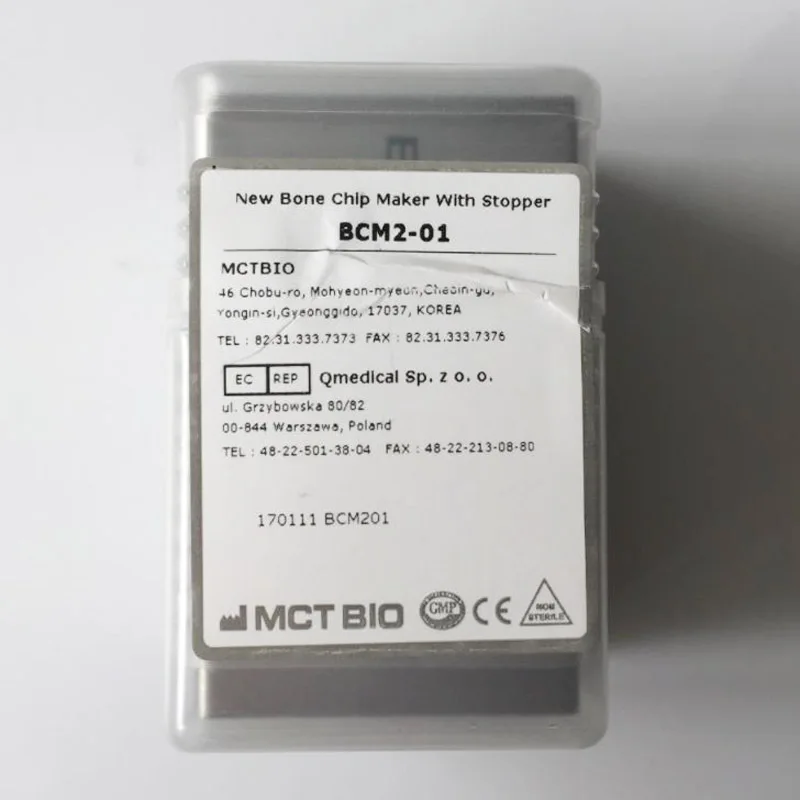 New Bone Chip Maker With Stopper
BCM2-01
MCTBIO
46 Chobu-ro, Mohyeon-myeon,Cheoin-gu,
Yongin-si,Gyeonggido, 17037, KOREA
TEL : 82.31.333.7373 FAX : 82.31.333.7376
EC REP Qmedical Sp. z o. o.
ul. Grzybowska 80/82
00-844 Warszawa, Poland
TEL : 48-22-501-38-04 FAX : 48-22-213-08-80
170111 BCM201
MCT BIO GMP CE NON
STERILE